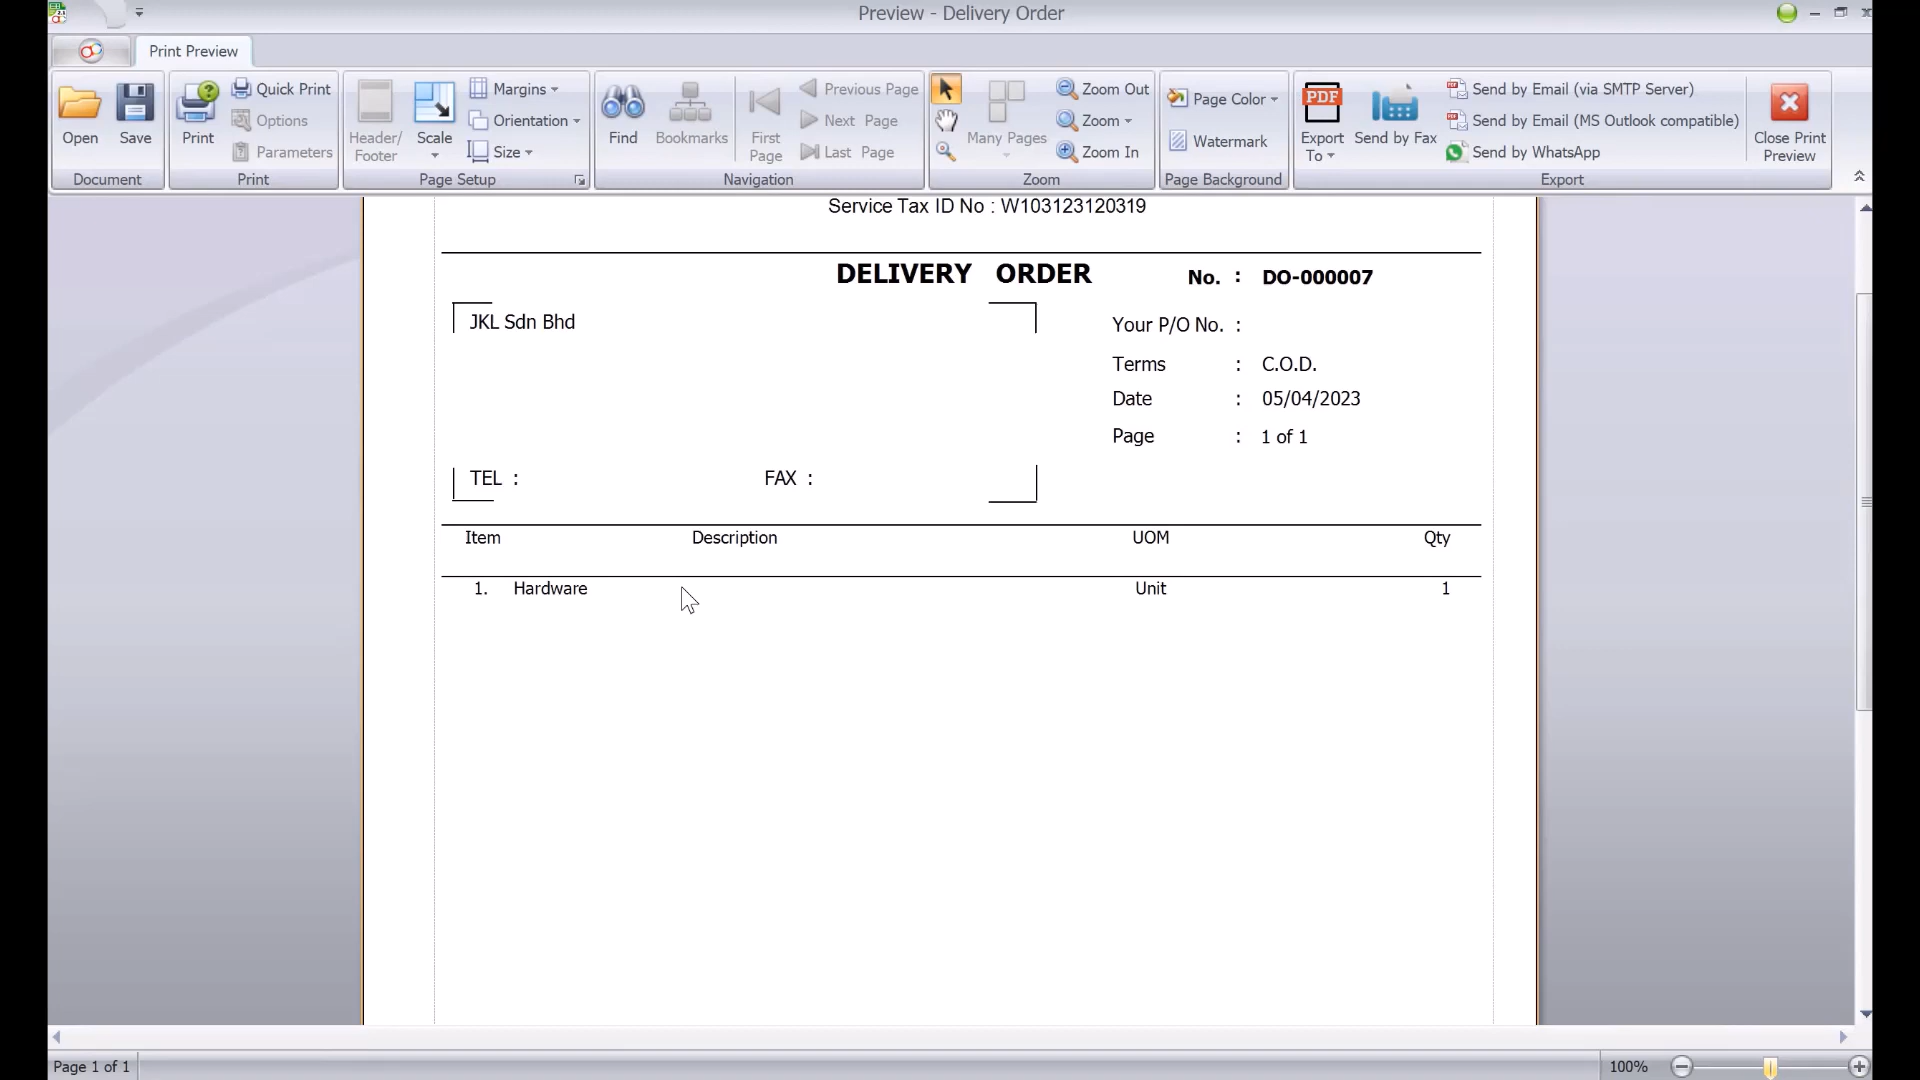 Preview - Delivery Order
Print Preview
Open
Save
Document
Print
Quick Print
Options
Parameters
Print
Header/
Footer
Scale
Margins
Orientation
Size
Page Setup
Find
Bookmarks
First
Page
Previous Page
Next Page
Last Page
Navigation
Many Pages
Zoom Out
Zoom
Zoom In
Zoom
Page Color
Watermark
Page Background
PDF
Export
To
Send by Fax
Send by Email (via SMTP Server)
Send by Email (MS Outlook compatible)
Send by WhatsApp
Export
Close Print
Preview
Service Tax ID No : W103123120319
DELIVERY ORDER No. : DO-000007
JKL Sdn Bhd
Your P/O No. :
Terms : C.O.D.
Date : 05/04/2023
Page : 1 of 1
TEL : FAX :
Item Description UOM Qty
1. Hardware Unit 1
Page 1 of 1
100%